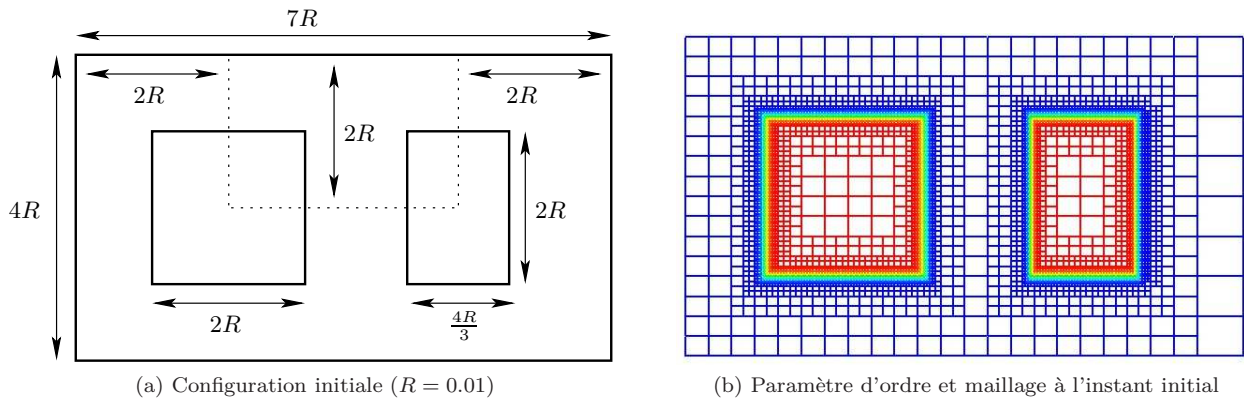 7R
2R
2R
2R
4R
2R
2R
4R/3
(a) Configuration initiale (R = 0.01)
(b) Paramètre d'ordre et maillage à l'instant initial